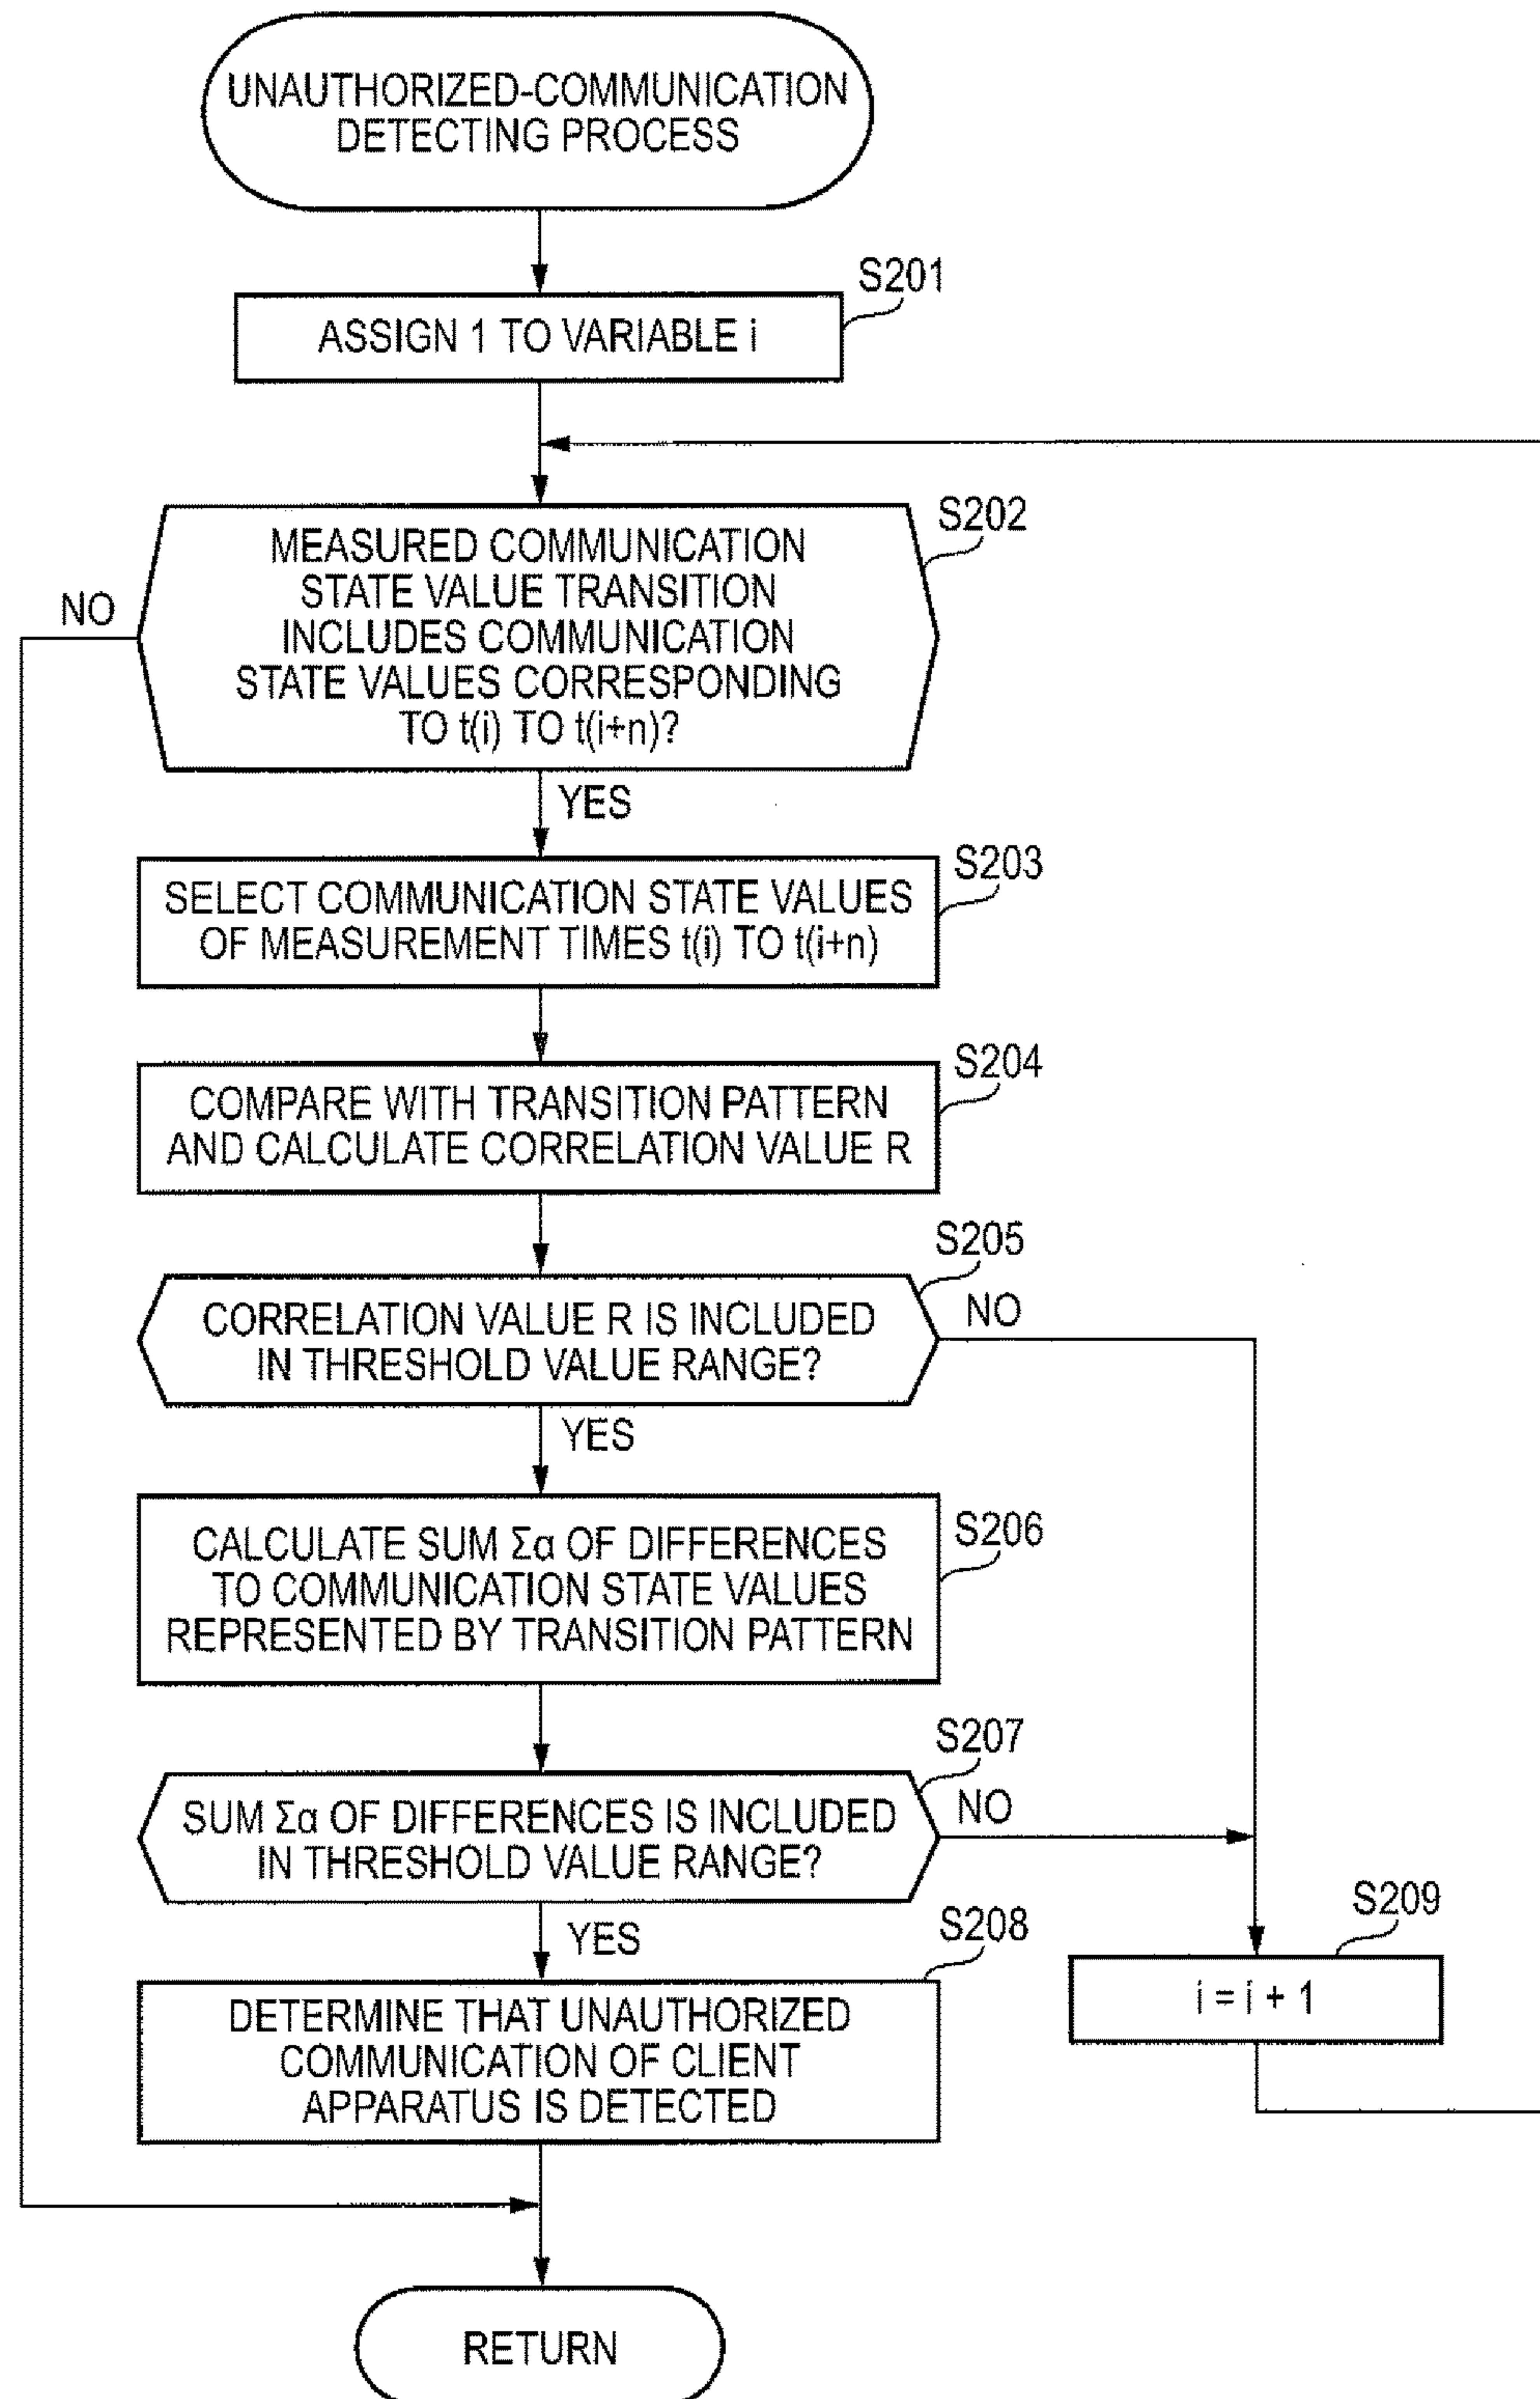 UNAUTHORIZED-COMMUNICATION
DETECTING PROCESS
S201
ASSIGN 1 TO VARIABLE i
S202
MEASURED COMMUNICATION
STATE VALUE TRANSITION
INCLUDES COMMUNICATION
STATE VALUES CORRESPONDING
TO t(i) TO t(i+n)?
NO
YES
S203
SELECT COMMUNICATION STATE VALUES
OF MEASUREMENT TIMES t(i) TO t(i+n)
S204
COMPARE WITH TRANSITION PATTERN
AND CALCULATE CORRELATION VALUE R
S205
CORRELATION VALUE R IS INCLUDED
IN THRESHOLD VALUE RANGE?
NO
YES
S206
CALCULATE SUM Σα OF DIFFERENCES
TO COMMUNICATION STATE VALUES
REPRESENTED BY TRANSITION PATTERN
S207
SUM Σα OF DIFFERENCES IS INCLUDED
IN THRESHOLD VALUE RANGE?
NO
YES
S208
DETERMINE THAT UNAUTHORIZED
COMMUNICATION OF CLIENT
APPARATUS IS DETECTED
S209
i = i + 1
RETURN